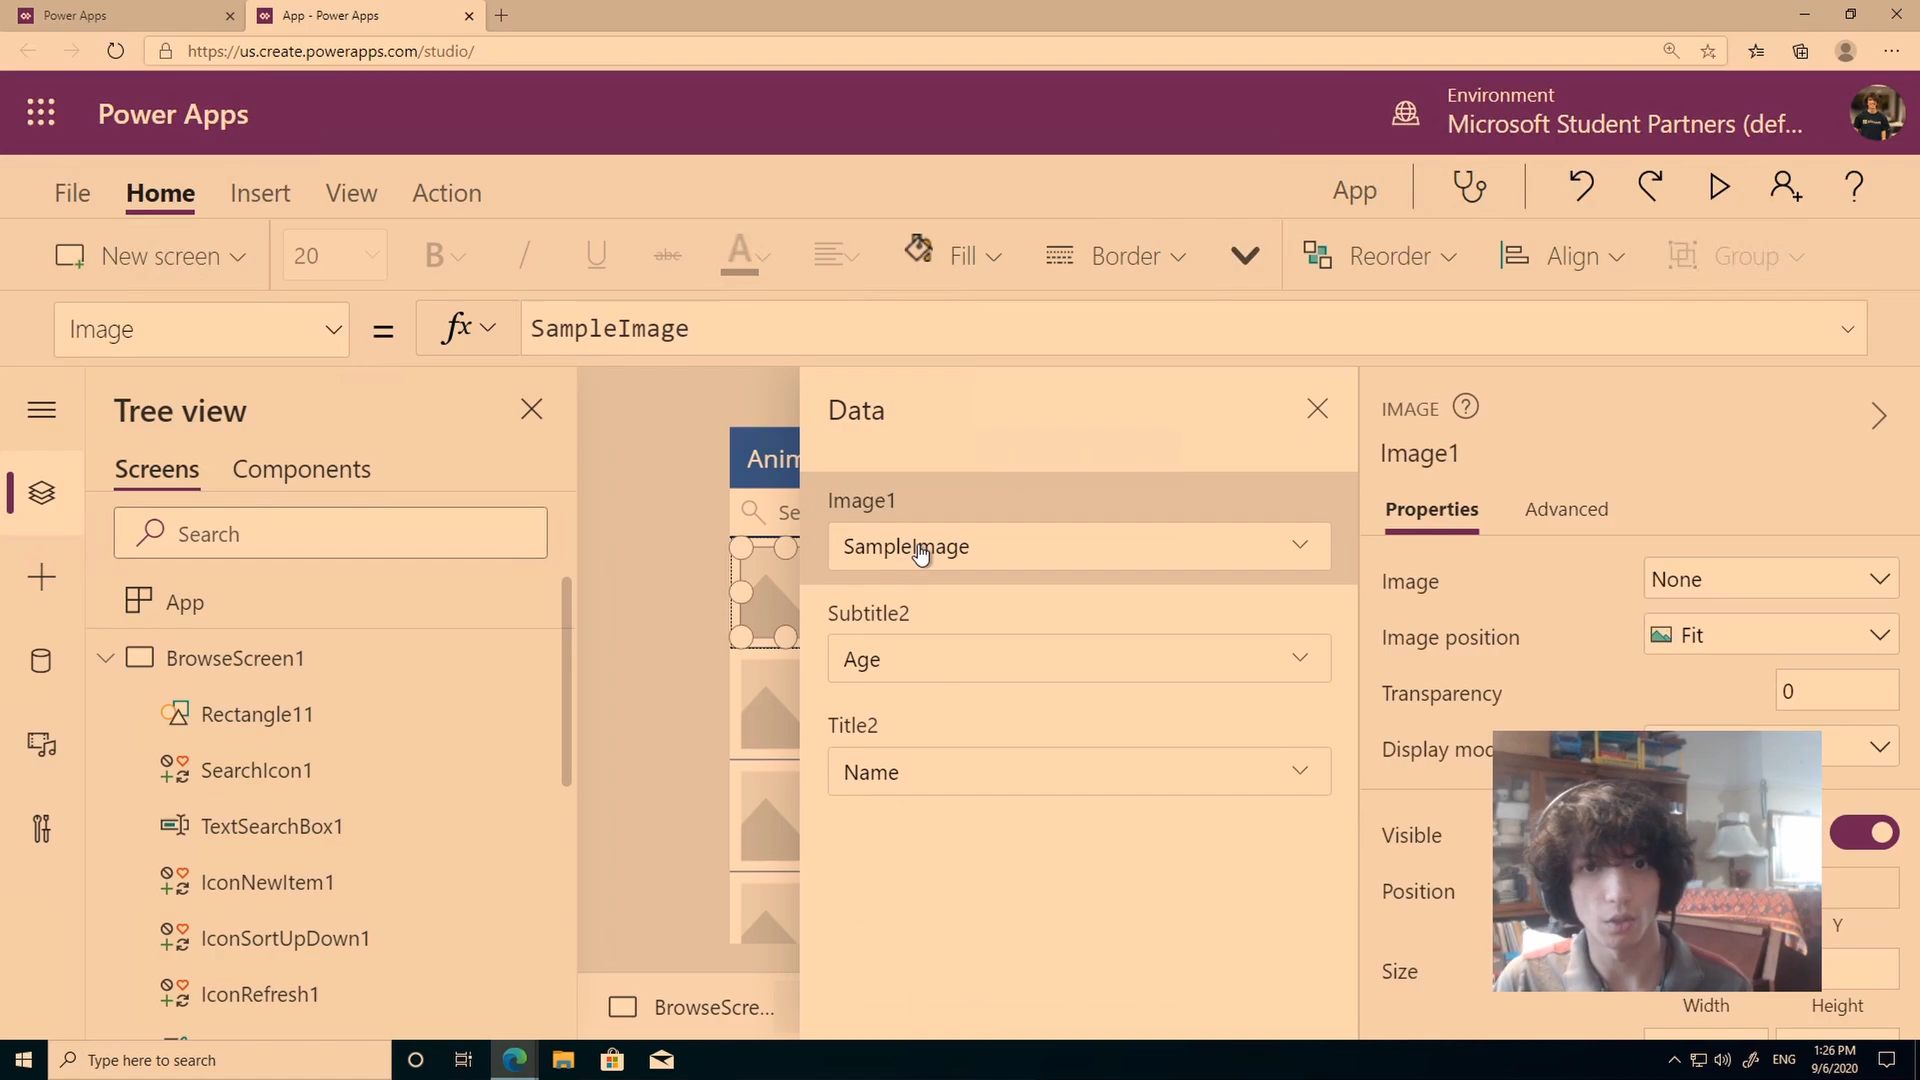 Power Apps
App - Power Apps
https://us.create.powerapps.com/studio/
Power Apps
Environment
Microsoft Student Partners (def...
File
Home
Insert
View
Action
App
New screen
20
B
/
U
abc
A
Fill
Border
Reorder
Align
Group
Image
=
fx
SampleImage
Tree view
Screens
Components
Search
App
BrowseScreen1
Rectangle11
SearchIcon1
TextSearchBox1
IconNewItem1
IconSortUpDown1
IconRefresh1
Anim
Se
BrowseScre...
Data
Image1
SampleImage
Subtitle2
Age
Title2
Name
IMAGE
Image1
Properties
Advanced
Image
None
Image position
Fit
Transparency
0
Display mod
Visible
Position
Y
Size
Width
Height
Type here to search
ENG
1:26 PM
9/6/2020